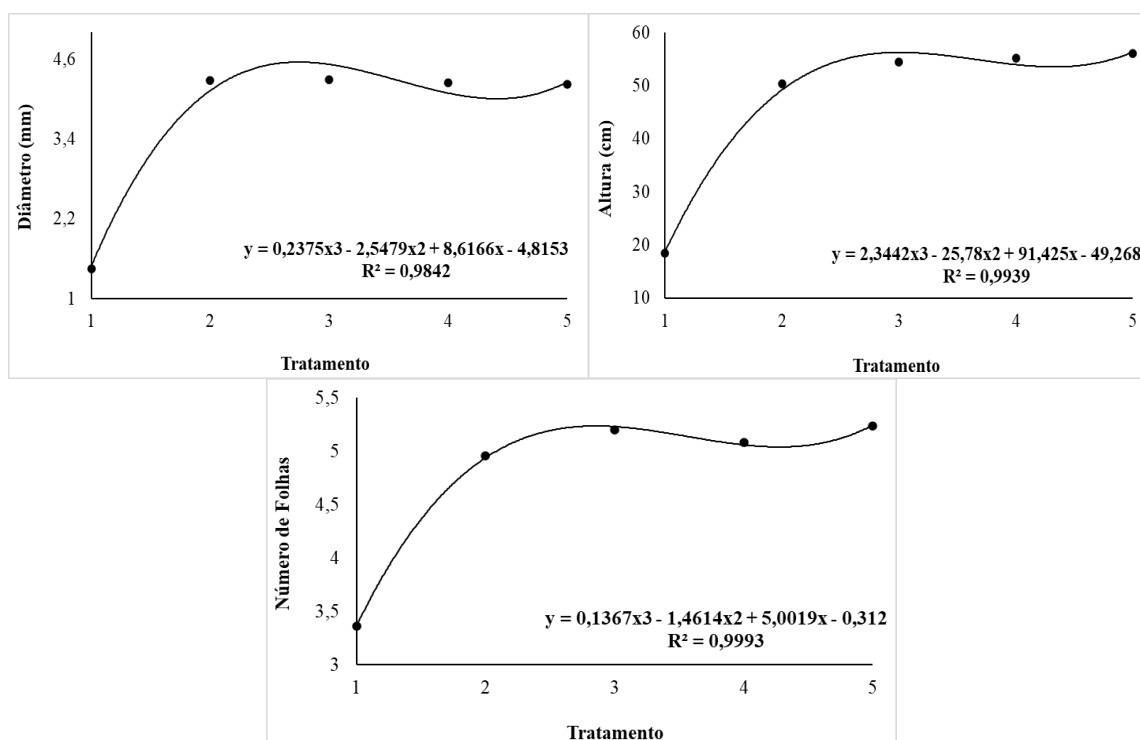 Diâmetro (mm)
4,6
3,4
2,2
1
y = 0,2375x3 - 2,5479x2 + 8,6166x - 4,8153
R² = 0,9842
1 2 3 4 5
Tratamento
Altura (cm)
60
50
40
30
20
10
y = 2,3442x3 - 25,78x2 + 91,425x - 49,268
R² = 0,9939
1 2 3 4 5
Tratamento
Número de Folhas
5,5
5
4,5
4
3,5
3
y = 0,1367x3 - 1,4614x2 + 5,0019x - 0,312
R² = 0,9993
1 2 3 4 5
Tratamento